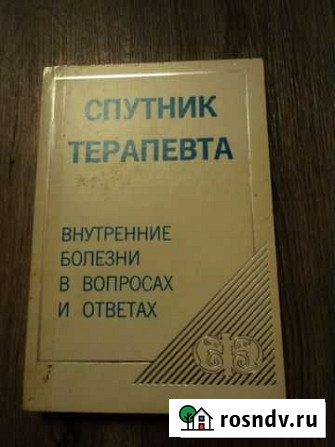 СПУТНИК
ТЕРАПЕВТА
ВНУТРЕННИЕ
БОЛЕЗНИ
В ВОПРОСАХ
И ОТВЕТАХ
rosndv.ru